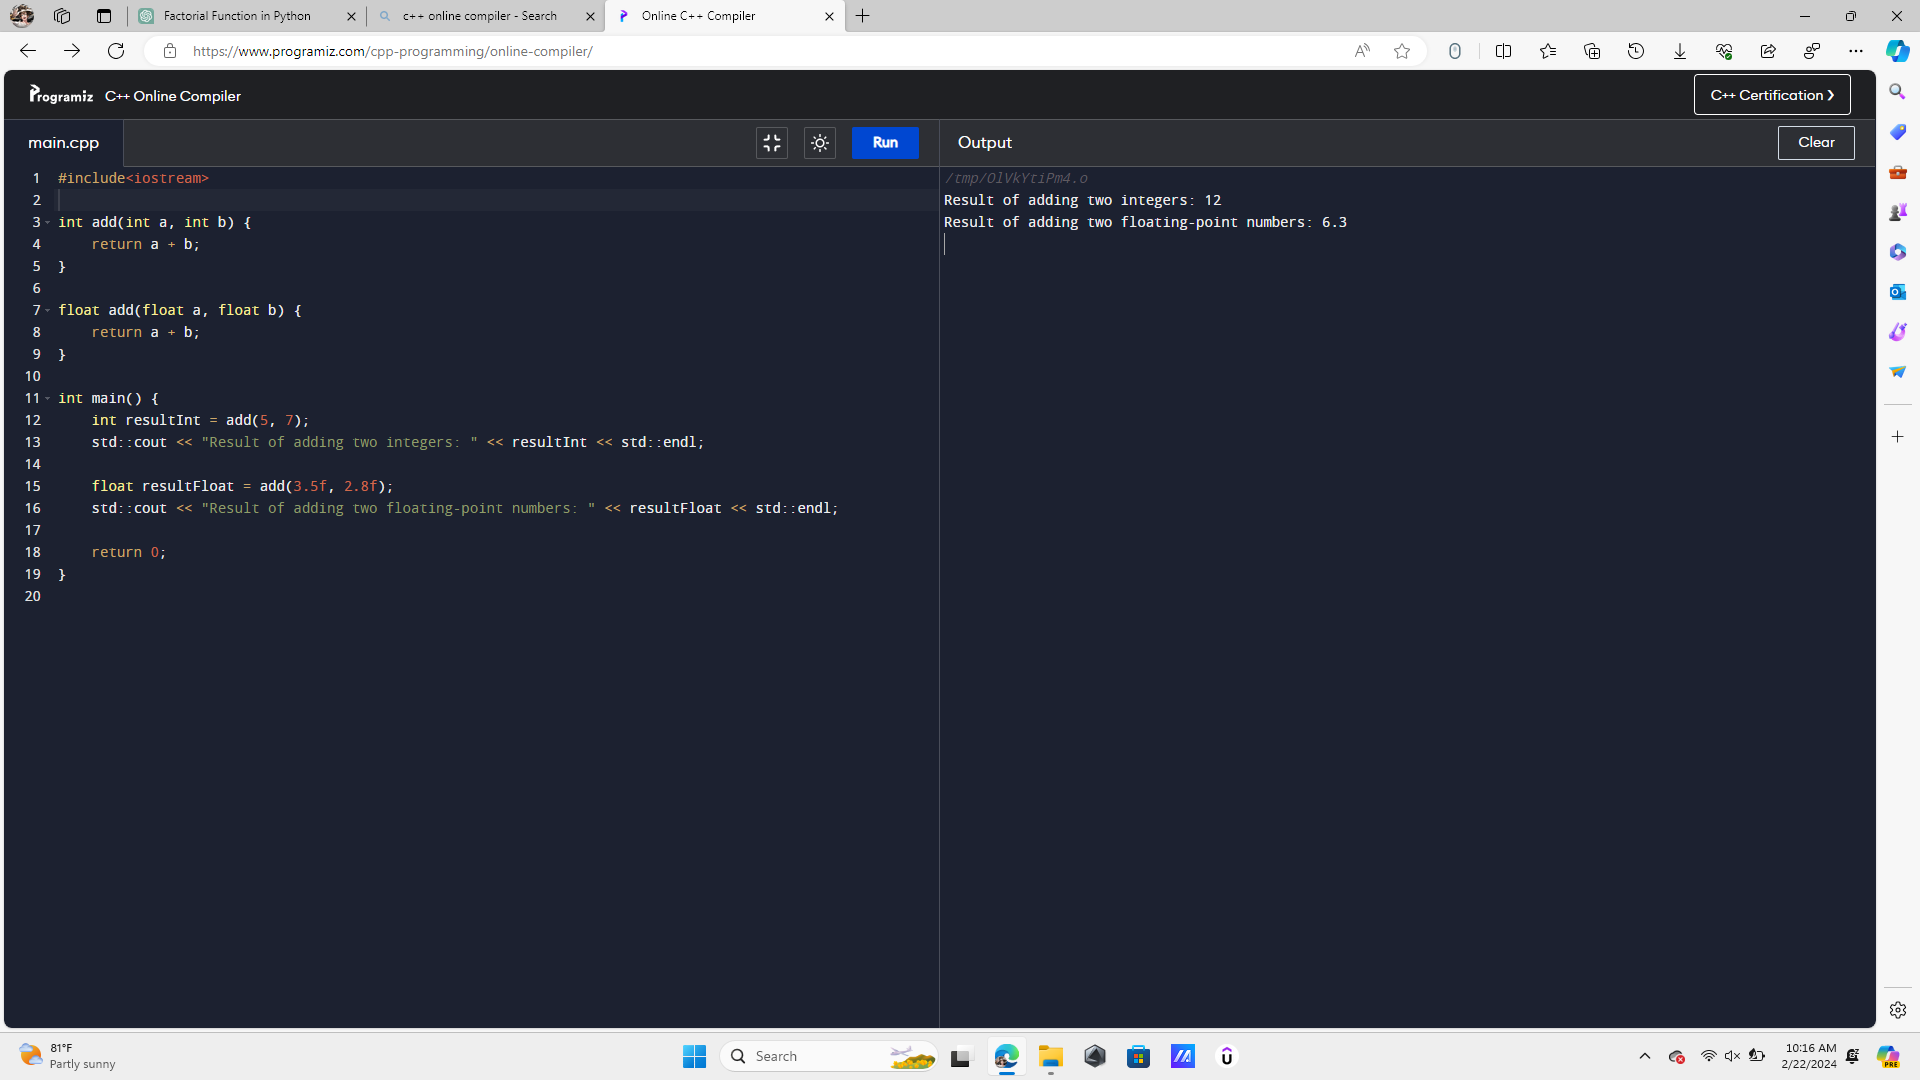 Factorial Function in Python
c++ online compiler - Search
Online C++ Compiler
https://www.programiz.com/cpp-programming/online-compiler/
Programiz C++ Online Compiler
C++ Certification ❯
main.cpp
Run
Output
Clear
1 #include<iostream>
2
3 int add(int a, int b) {
4     return a + b;
5 }
6
7 float add(float a, float b) {
8     return a + b;
9 }
10
11 int main() {
12     int resultInt = add(5, 7);
13     std::cout << "Result of adding two integers: " << resultInt << std::endl;
14
15     float resultFloat = add(3.5f, 2.8f);
16     std::cout << "Result of adding two floating-point numbers: " << resultFloat << std::endl;
17
18     return 0;
19 }
20
/tmp/OlVkYtiPm4.o
Result of adding two integers: 12
Result of adding two floating-point numbers: 6.3
81°F
Partly sunny
Search
10:16 AM
2/22/2024
PRE